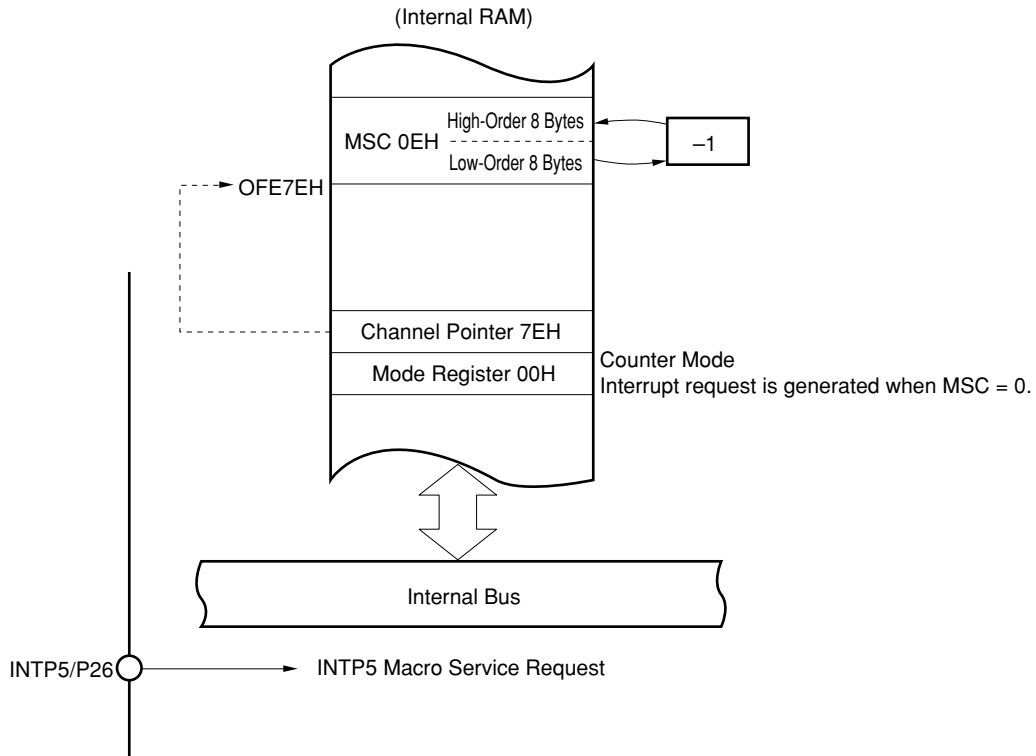 (Internal RAM)
High-Order 8 Bytes
MSC 0EH
Low-Order 8 Bytes
–1
OFE7EH
Channel Pointer 7EH
Mode Register 00H
Counter Mode
Interrupt request is generated when MSC = 0.
Internal Bus
INTP5/P26
INTP5 Macro Service Request